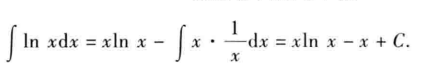 ∫ ln xdx = xln x − ∫ x · 1/x dx = xln x − x + C.